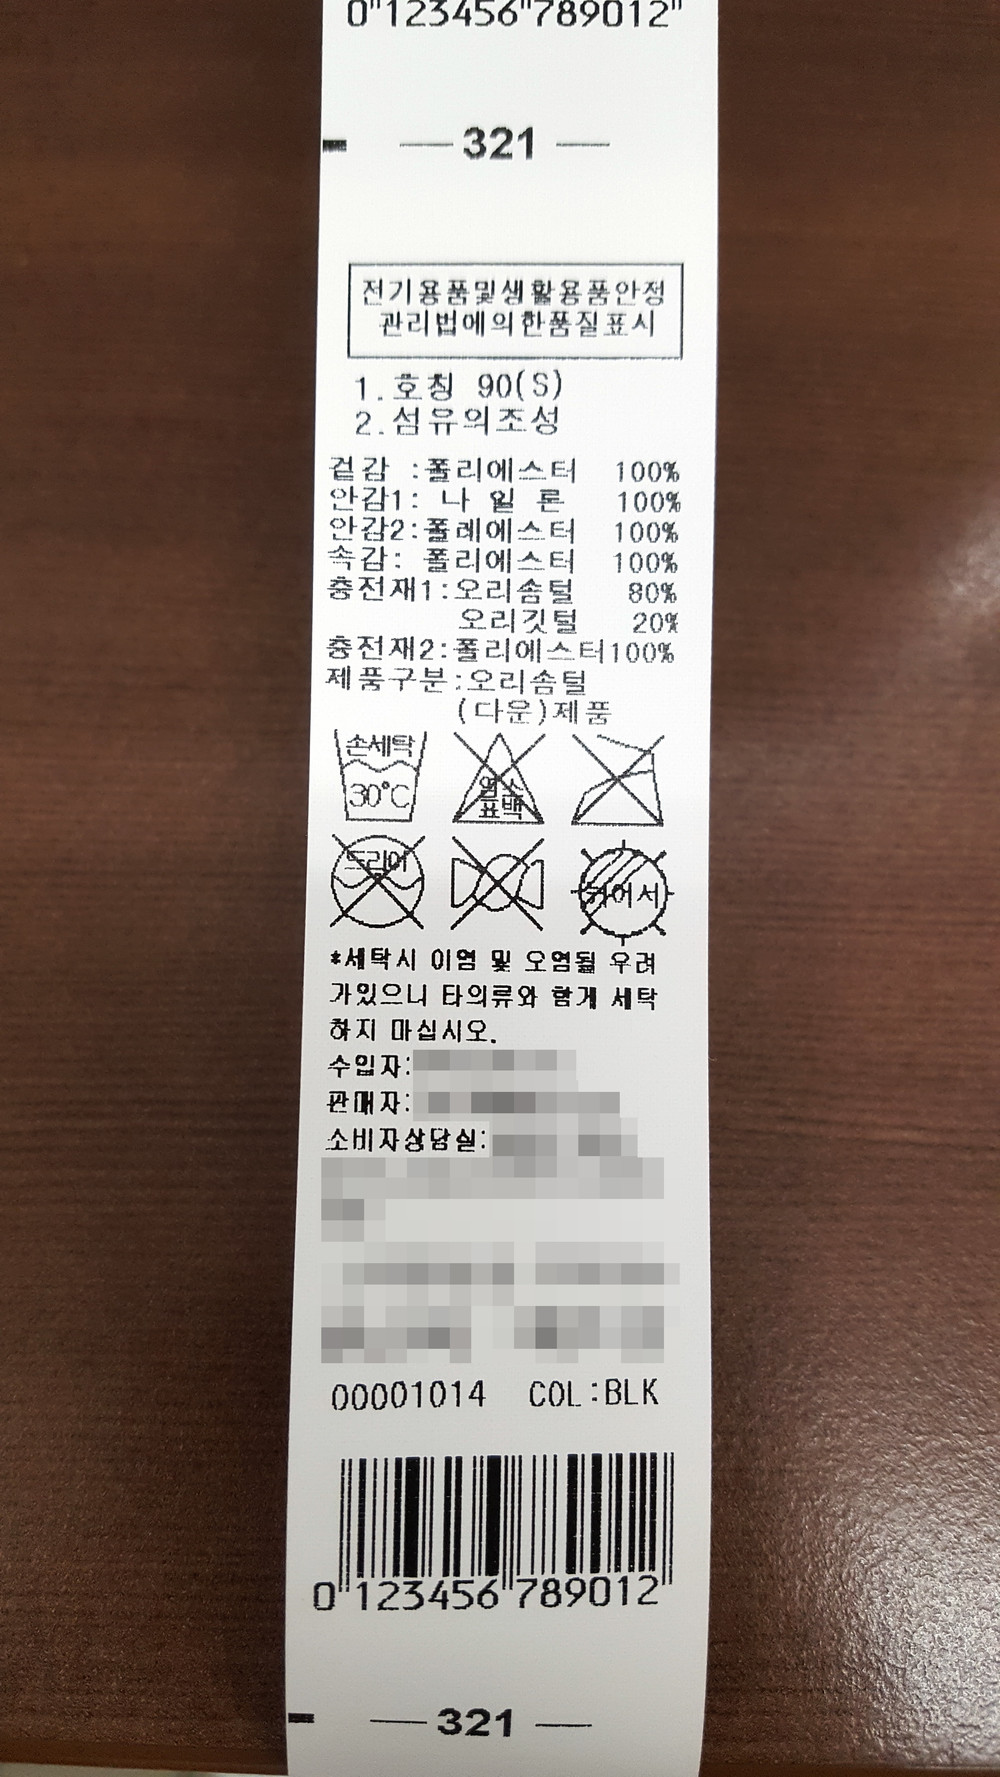 0"123456"789012"
321
전기용품및생활용품안정
관리법에의한품질표시
1.호칭 90(S)
2.섬유의조성
겉감 :폴리에스터 100%
안감1: 나 일 론 100%
안감2:폴레에스터 100%
속감: 폴리에스터 100%
충전재1:오리솜털 80%
오리깃털 20%
충전재2:폴리에스터100%
제품구분:오리솜털
(다운)제품
손세탁
30℃
염소
표백
드라이
뉘어서
*세탁시 이염 및 오염될 우려
가있으니 타의류와 함게 세탁
하지 마십시오.
수입자:
판매자:
소비자상담실:
00001014 COL:BLK
0"123456"789012"
321